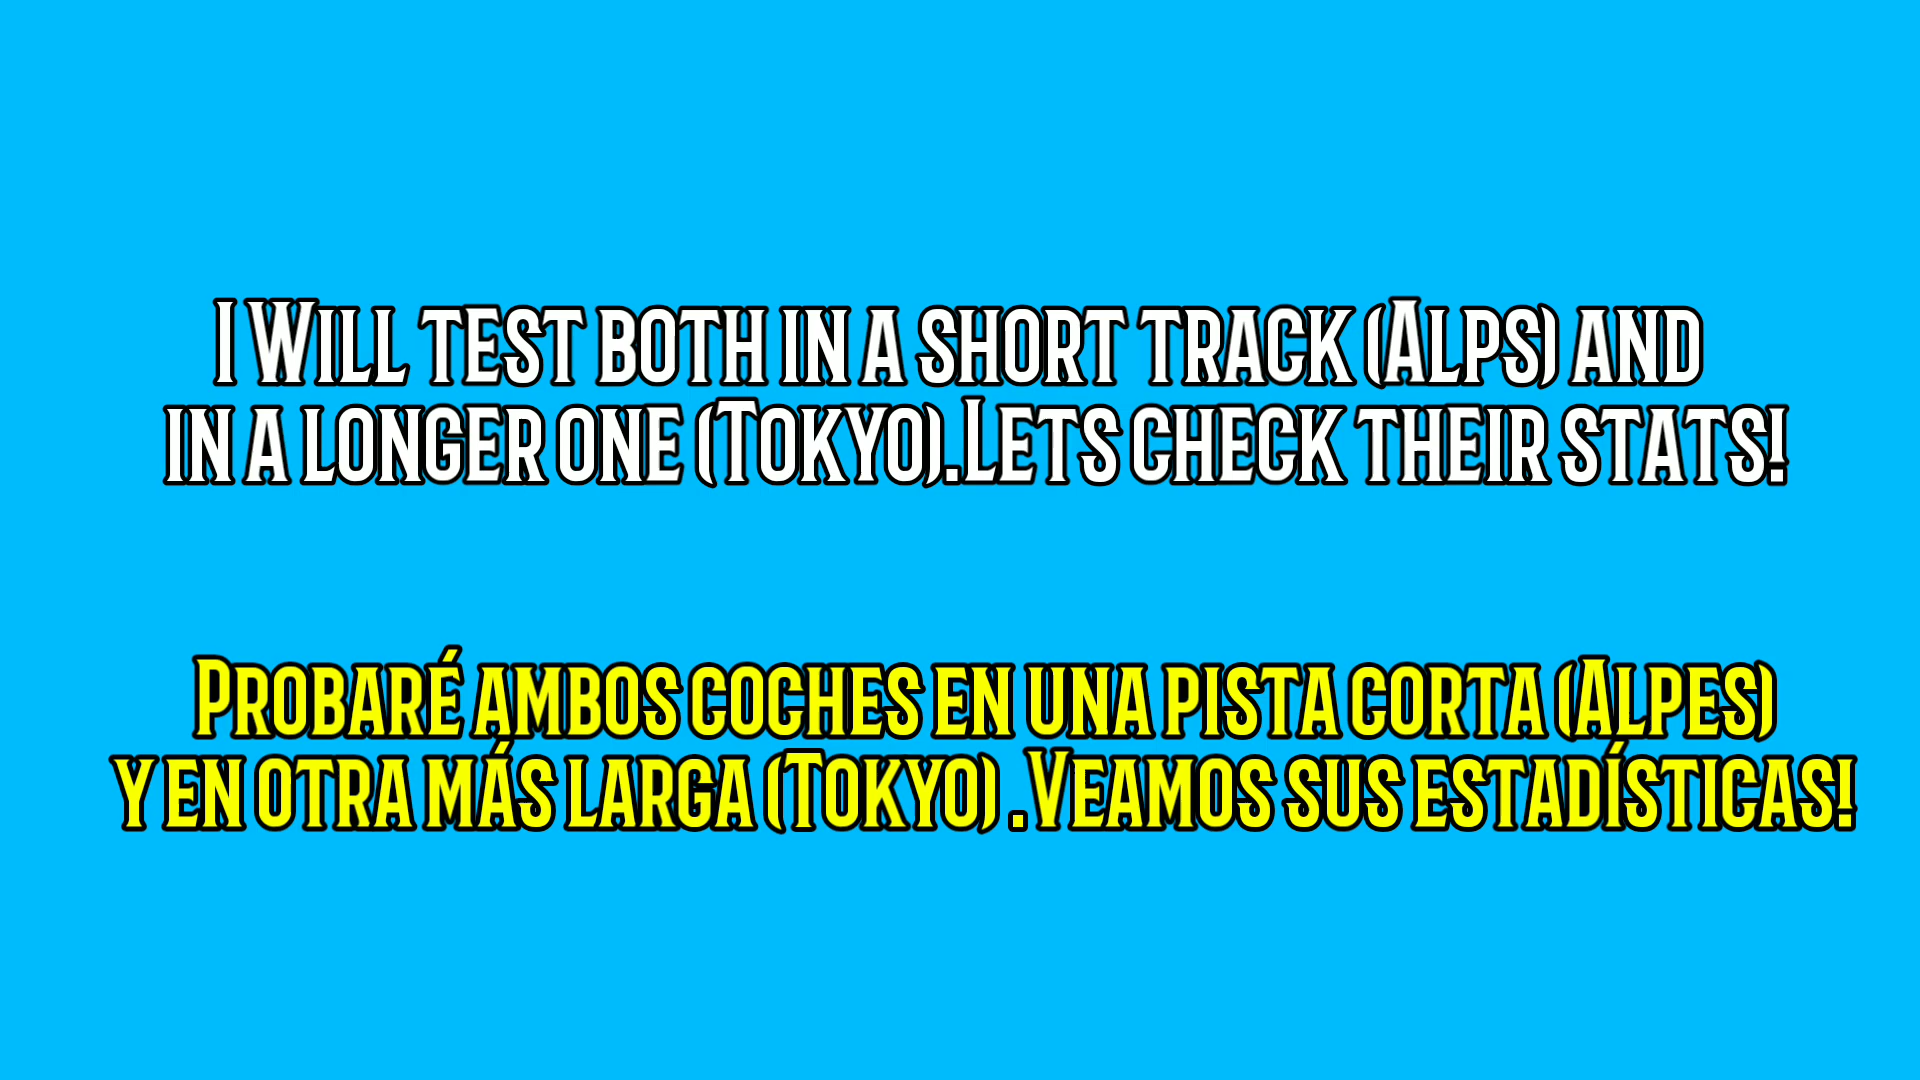 I Will test both in a short track (Alps) and
in a longer one (Tokyo).Lets check their stats!
Probaré ambos coches en una pista corta (Alpes)
y en otra más larga (Tokyo) .Veamos sus estadísticas!